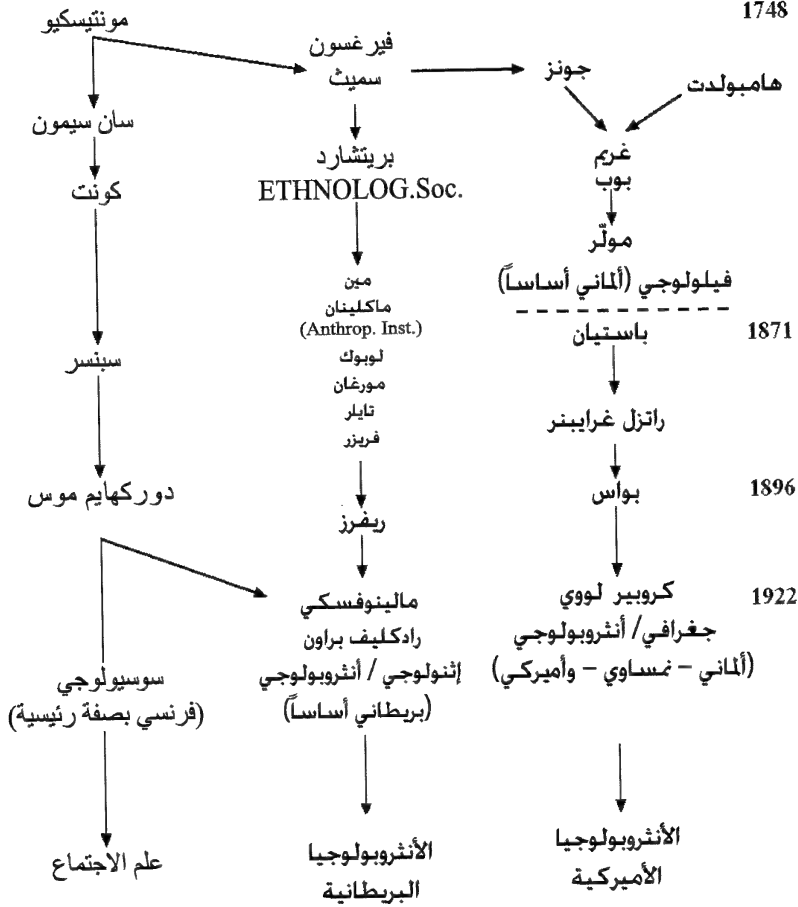 1748
مونتيسكيو
فيرغسون
سميث
جونز
هامبولدت
سان سيمون
بريتشارد
ETHNOLOG.Soc.
غريم
بوب
كونت
مولّر
فيلولوجي (ألماني أساساً)
مين
ماكلينان
(Anthrop. Inst.)
لوبوك
مورغان
تايلر
فريزر
باستيان
1871
سبنسر
راتزل غرايبنر
دوركهايم موس
بواس
1896
ريفرز
مالينوفسكي
رادكليف براون
إثنولوجي / أنثروبولوجي
(بريطاني أساساً)
كروبير لووي
1922
جغرافي/ أنثروبولوجي
(ألماني – نمساوي – وأميركي)
سوسيولوجي
(فرنسي بصفة رئيسية)
علم الاجتماع
الأنثروبولوجيا
البريطانية
الأنثروبولوجيا
الأميركية